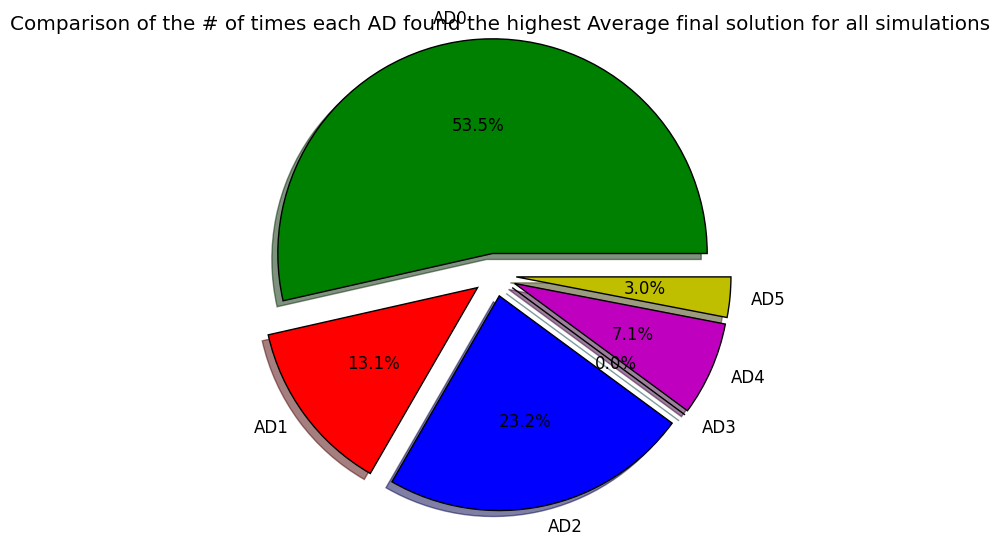 Comparison of the # of times each AD found the highest Average final solution for all simulations
AD0
53.5%
3.0%
AD5
7.1%
AD4
0.0%
AD3
13.1%
AD1
23.2%
AD2